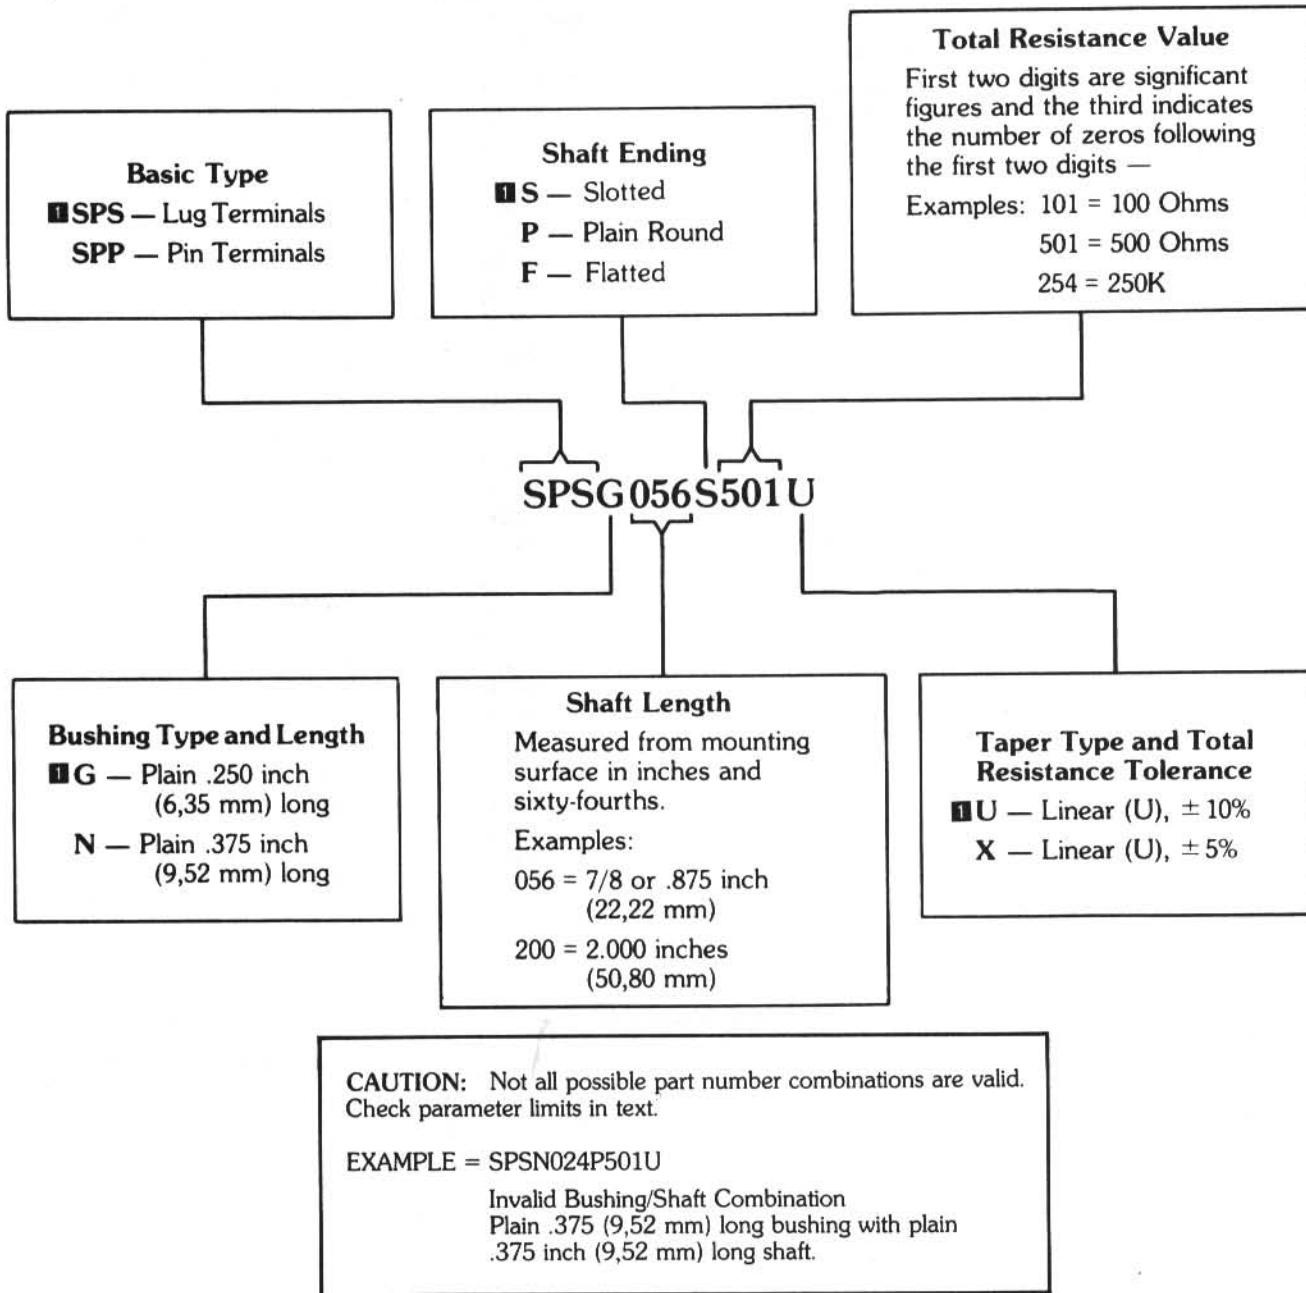 Total Resistance Value
First two digits are significant
figures and the third indicates
the number of zeros following
the first two digits —
Examples: 101 = 100 Ohms
501 = 500 Ohms
254 = 250K
Basic Type
1 SPS — Lug Terminals
SPP — Pin Terminals
Shaft Ending
1 S — Slotted
P — Plain Round
F — Flatted
SPSG056S501U
Bushing Type and Length
1 G — Plain .250 inch
(6,35 mm) long
N — Plain .375 inch
(9,52 mm) long
Shaft Length
Measured from mounting
surface in inches and
sixty-fourths.
Examples:
056 = 7/8 or .875 inch
(22,22 mm)
200 = 2.000 inches
(50,80 mm)
Taper Type and Total
Resistance Tolerance
1 U — Linear (U), ± 10%
X — Linear (U), ± 5%
CAUTION: Not all possible part number combinations are valid.
Check parameter limits in text.
EXAMPLE = SPSN024P501U
Invalid Bushing/Shaft Combination
Plain .375 (9,52 mm) long bushing with plain
.375 inch (9,52 mm) long shaft.